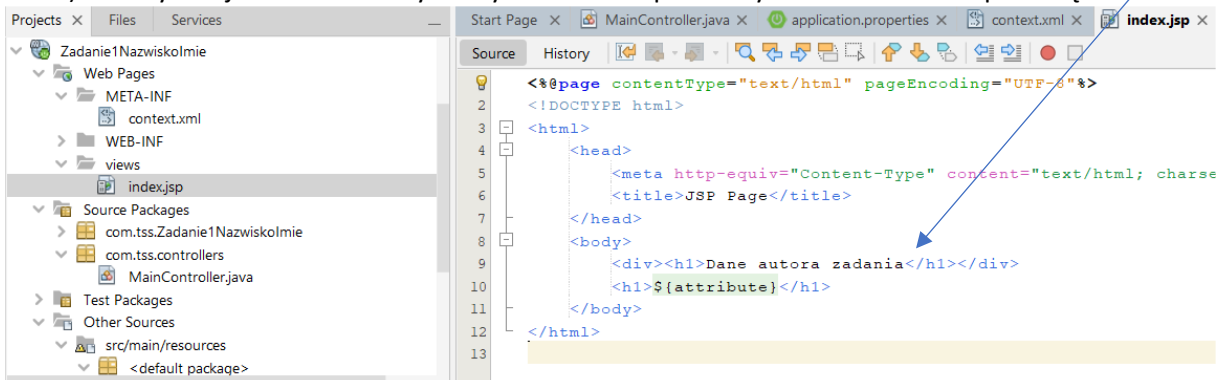 Projects Files Services
Zadanie1NazwiskoImie
Web Pages
META-INF
context.xml
WEB-INF
views
index.jsp
Source Packages
com.tss.Zadanie1NazwiskoImie
com.tss.controllers
MainController.java
Test Packages
Other Sources
src/main/resources
<default package>
Start Page MainController.java application.properties context.xml index.jsp
Source History
<%@page contentType="text/html" pageEncoding="UTF-8"%>
2 <!DOCTYPE html>
3 <html>
4 <head>
5 <meta http-equiv="Content-Type" content="text/html; charse
6 <title>JSP Page</title>
7 </head>
8 <body>
9 <div><h1>Dane autora zadania</h1></div>
10 <h1>${attribute}</h1>
11 </body>
12 </html>
13